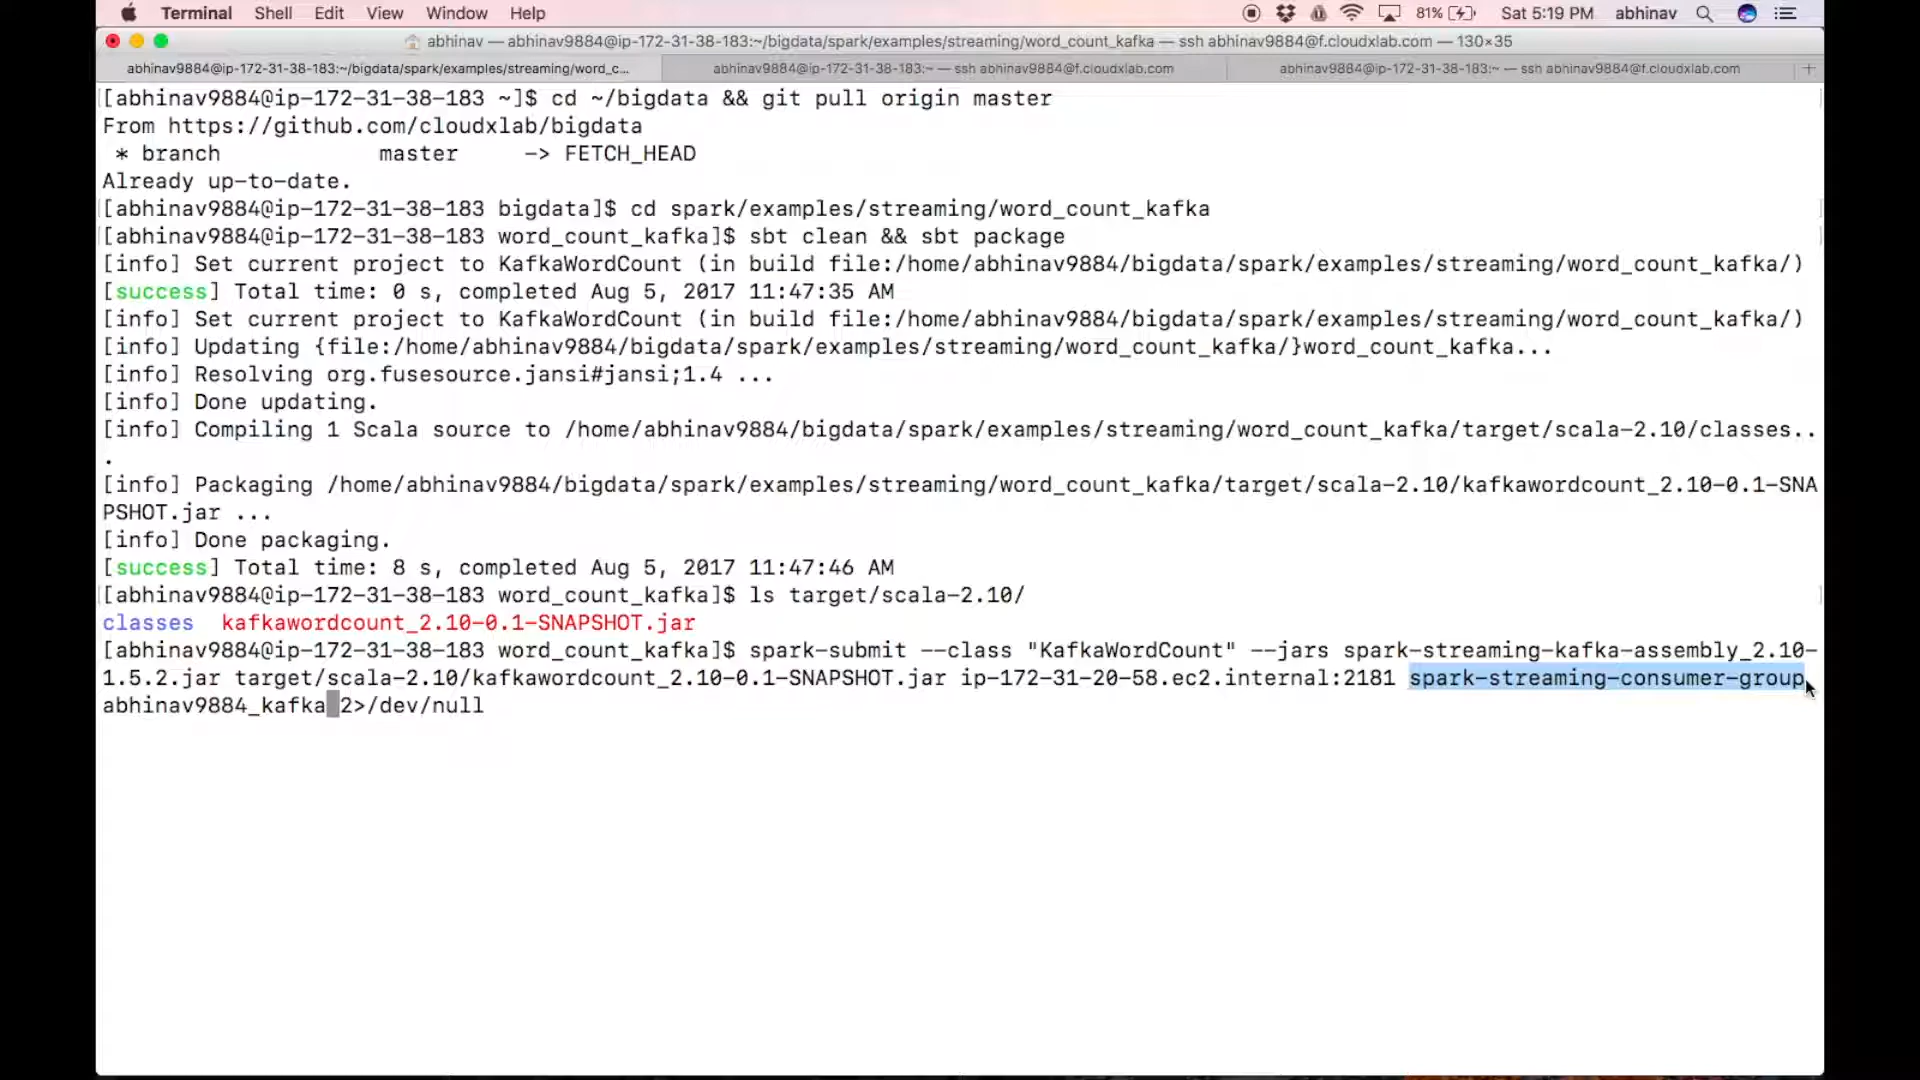 Terminal Shell Edit View Window Help 81% Sat 5:19 PM abhinav
abhinav — abhinav9884@ip-172-31-38-183:~/bigdata/spark/examples/streaming/word_count_kafka — ssh abhinav9884@f.cloudxlab.com — 130×35
abhinav9884@ip-172-31-38-183:~/bigdata/spark/examples/streaming/word_c... abhinav9884@ip-172-31-38-183:~ — ssh abhinav9884@f.cloudxlab.com abhinav9884@ip-172-31-38-183:~ — ssh abhinav9884@f.cloudxlab.com +
[abhinav9884@ip-172-31-38-183 ~]$ cd ~/bigdata && git pull origin master
From https://github.com/cloudxlab/bigdata
* branch master -> FETCH_HEAD
Already up-to-date.
[abhinav9884@ip-172-31-38-183 bigdata]$ cd spark/examples/streaming/word_count_kafka
[abhinav9884@ip-172-31-38-183 word_count_kafka]$ sbt clean && sbt package
[info] Set current project to KafkaWordCount (in build file:/home/abhinav9884/bigdata/spark/examples/streaming/word_count_kafka/)
[success] Total time: 0 s, completed Aug 5, 2017 11:47:35 AM
[info] Set current project to KafkaWordCount (in build file:/home/abhinav9884/bigdata/spark/examples/streaming/word_count_kafka/)
[info] Updating {file:/home/abhinav9884/bigdata/spark/examples/streaming/word_count_kafka/}word_count_kafka...
[info] Resolving org.fusesource.jansi#jansi;1.4 ...
[info] Done updating.
[info] Compiling 1 Scala source to /home/abhinav9884/bigdata/spark/examples/streaming/word_count_kafka/target/scala-2.10/classes..
.
[info] Packaging /home/abhinav9884/bigdata/spark/examples/streaming/word_count_kafka/target/scala-2.10/kafkawordcount_2.10-0.1-SNA
PSHOT.jar ...
[info] Done packaging.
[success] Total time: 8 s, completed Aug 5, 2017 11:47:46 AM
[abhinav9884@ip-172-31-38-183 word_count_kafka]$ ls target/scala-2.10/
classes kafkawordcount_2.10-0.1-SNAPSHOT.jar
[abhinav9884@ip-172-31-38-183 word_count_kafka]$ spark-submit --class "KafkaWordCount" --jars spark-streaming-kafka-assembly_2.10-
1.5.2.jar target/scala-2.10/kafkawordcount_2.10-0.1-SNAPSHOT.jar ip-172-31-20-58.ec2.internal:2181 spark-streaming-consumer-group
abhinav9884_kafka 2>/dev/null